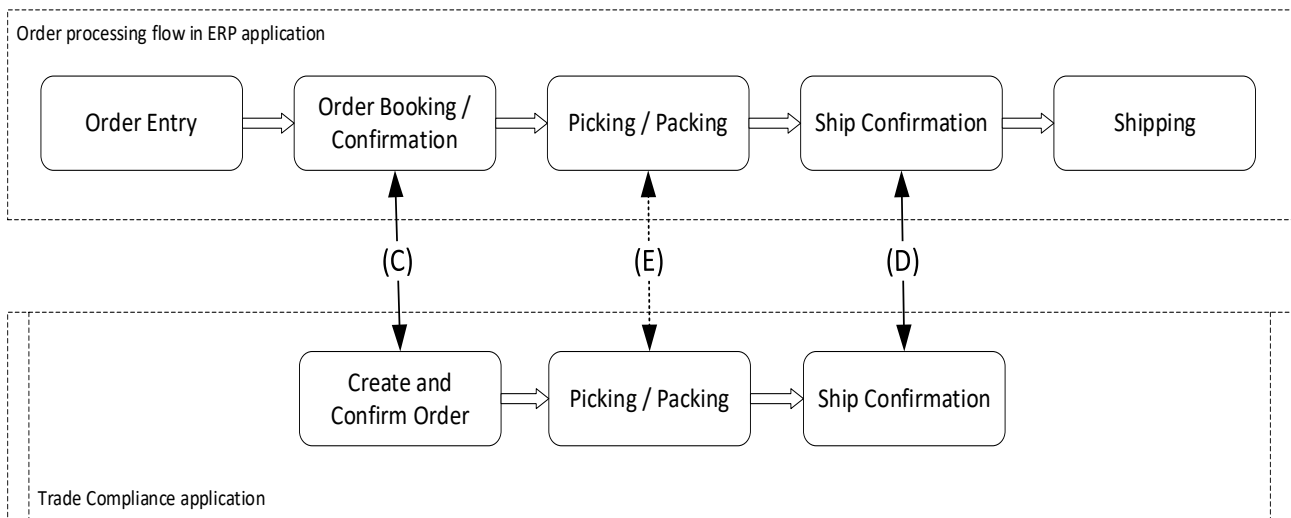 Order processing flow in ERP application
Order Entry
Order Booking /
Confirmation
Picking / Packing
Ship Confirmation
Shipping
(C)
(E)
(D)
Create and
Confirm Order
Picking / Packing
Ship Confirmation
Trade Compliance application